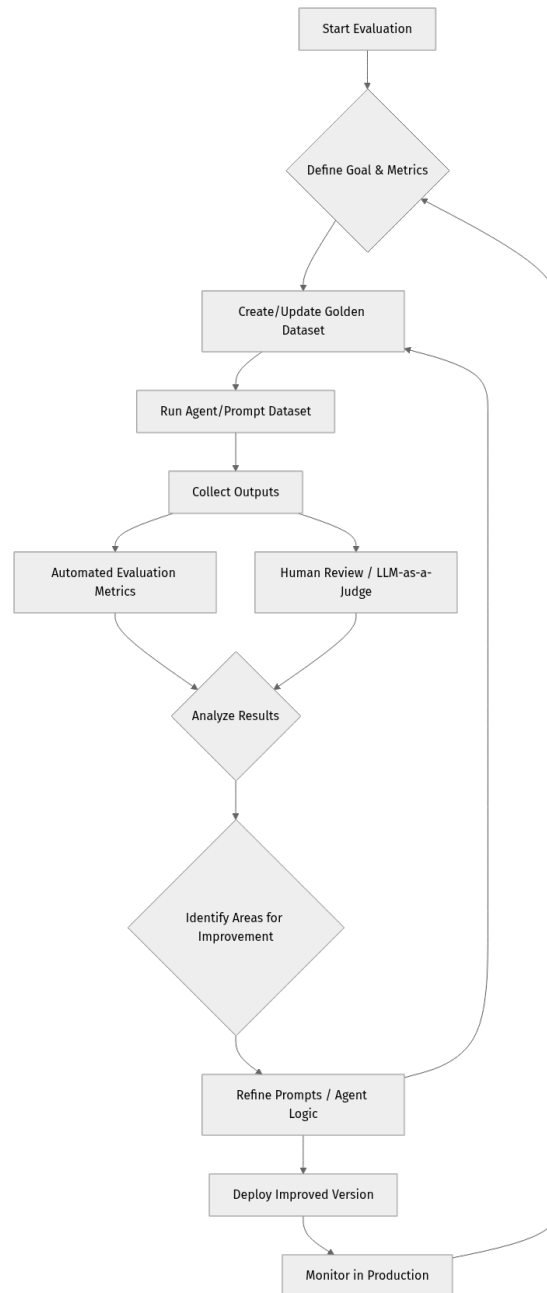 Start Evaluation
Define Goal & Metrics
Create/Update Golden
Dataset
Run Agent/Prompt Dataset
Collect Outputs
Automated Evaluation
Metrics
Human Review / LLM-as-a-
Judge
Analyze Results
Identify Areas for
Improvement
Refine Prompts / Agent
Logic
Deploy Improved Version
Monitor in Production